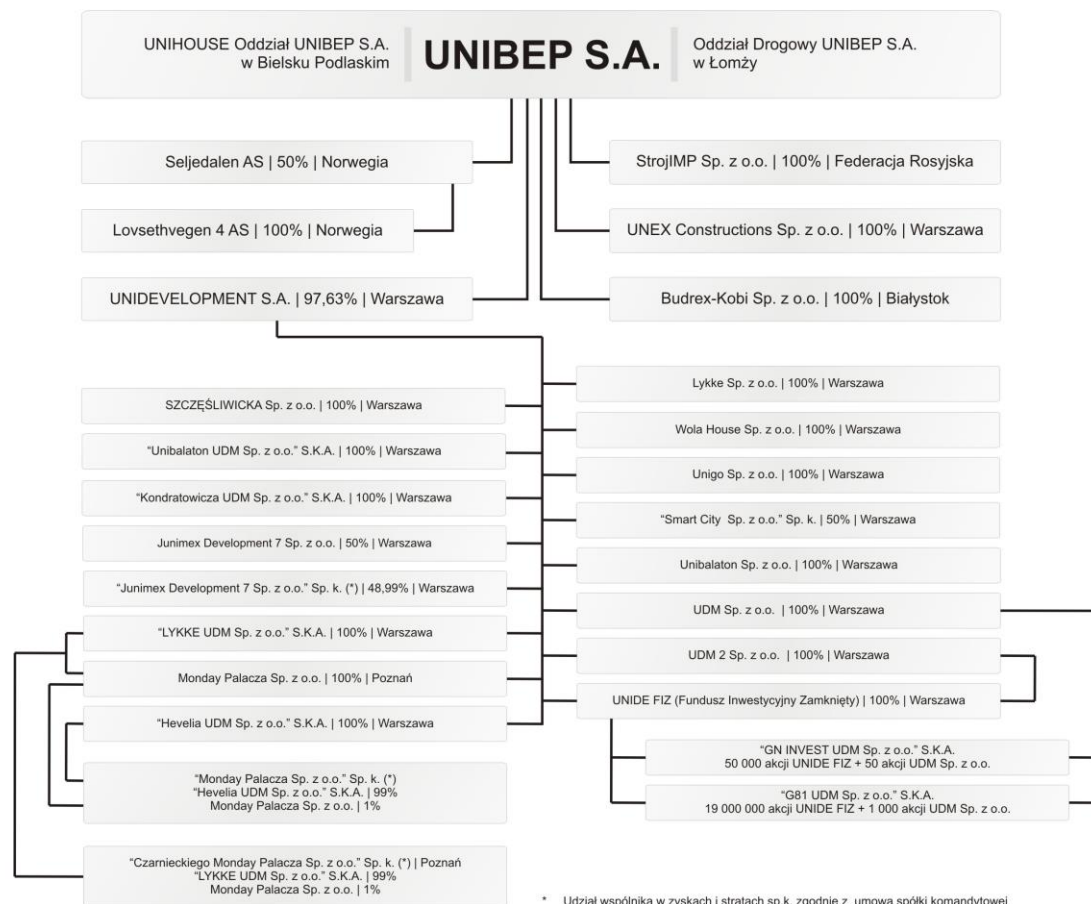 UNIHOUSE Oddział UNIBEP S.A.
w Bielsku Podlaskim
UNIBEP S.A.
Oddział Drogowy UNIBEP S.A.
w Łomży
Seljedalen AS | 50% | Norwegia
Lovsethvegen 4 AS | 100% | Norwegia
UNIDEVELOPMENT S.A. | 97,63% | Warszawa
StrojIMP Sp. z o.o. | 100% | Federacja Rosyjska
UNEX Constructions Sp. z o.o. | 100% | Warszawa
Budrex-Kobi Sp. z o.o. | 100% | Białystok
SZCZĘŚLIWICKA Sp. z o.o. | 100% | Warszawa
“Unibalaton UDM Sp. z o.o.” S.K.A. | 100% | Warszawa
“Kondratowicza UDM Sp. z o.o.” S.K.A. | 100% | Warszawa
Junimex Development 7 Sp. z o.o. | 50% | Warszawa
“Junimex Development 7 Sp. z o.o.” Sp. k. (*) | 48,99% | Warszawa
“LYKKE UDM Sp. z o.o.” S.K.A. | 100% | Warszawa
Monday Palacza Sp. z o.o. | 100% | Poznań
“Hevelia UDM Sp. z o.o.” S.K.A. | 100% | Warszawa
“Monday Palacza Sp. z o.o.” Sp. k. (*)
“Hevelia UDM Sp. z o.o.” S.K.A. | 99%
Monday Palacza Sp. z o.o. | 1%
“Czarnieckiego Monday Palacza Sp. z o.o.” Sp. k. (*) | Poznań
“LYKKE UDM Sp. z o.o.” S.K.A. | 99%
Monday Palacza Sp. z o.o. | 1%
Lykke Sp. z o.o. | 100% | Warszawa
Wola House Sp. z o.o. | 100% | Warszawa
Unigo Sp. z o.o. | 100% | Warszawa
“Smart City Sp. z o.o.” Sp. k. | 50% | Warszawa
Unibalaton Sp. z o.o. | 100% | Warszawa
UDM Sp. z o.o. | 100% | Warszawa
UDM 2 Sp. z o.o. | 100% | Warszawa
UNIDE FIZ (Fundusz Inwestycyjny Zamknięty) | 100% | Warszawa
“GN INVEST UDM Sp. z o.o.” S.K.A.
50 000 akcji UNIDE FIZ + 50 akcji UDM Sp. z o.o.
“G81 UDM Sp. z o.o.” S.K.A.
19 000 000 akcji UNIDE FIZ + 1 000 akcji UDM Sp. z o.o.
* Udział wspólnika w zyskach i stratach sp.k. zgodnie z umową spółki komandytowej